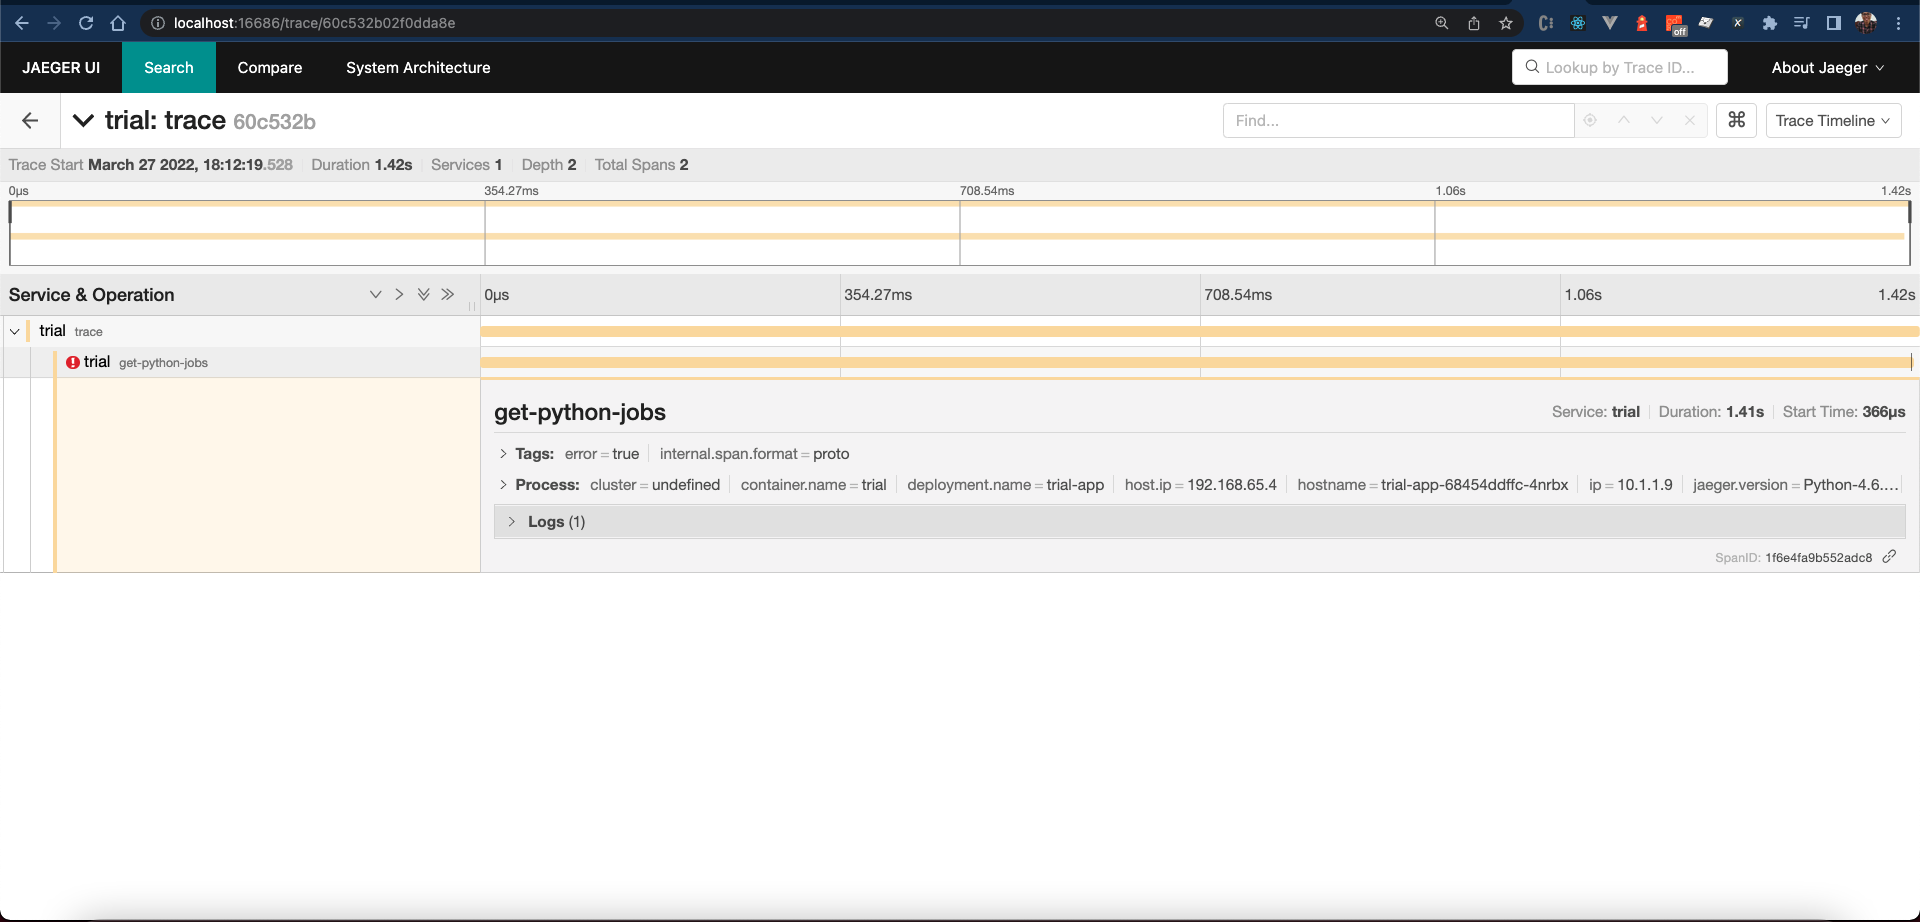 localhost:16686/trace/60c532b02f0dda8e
off
JAEGER UI Search Compare System Architecture Lookup by Trace ID... About Jaeger
trial: trace 60c532b Find... ⌘ Trace Timeline
Trace Start March 27 2022, 18:12:19.528 Duration 1.42s Services 1 Depth 2 Total Spans 2
0μs 354.27ms 708.54ms 1.06s 1.42s
Service & Operation 0μs 354.27ms 708.54ms 1.06s 1.42s
trial trace
trial get-python-jobs
get-python-jobs Service: trial Duration: 1.41s Start Time: 366μs
Tags: error = true internal.span.format = proto
Process: cluster = undefined container.name = trial deployment.name = trial-app host.ip = 192.168.65.4 hostname = trial-app-68454ddffc-4nrbx ip = 10.1.1.9 jaeger.version = Python-4.6....
Logs (1)
SpanID: 1f6e4fa9b552adc8